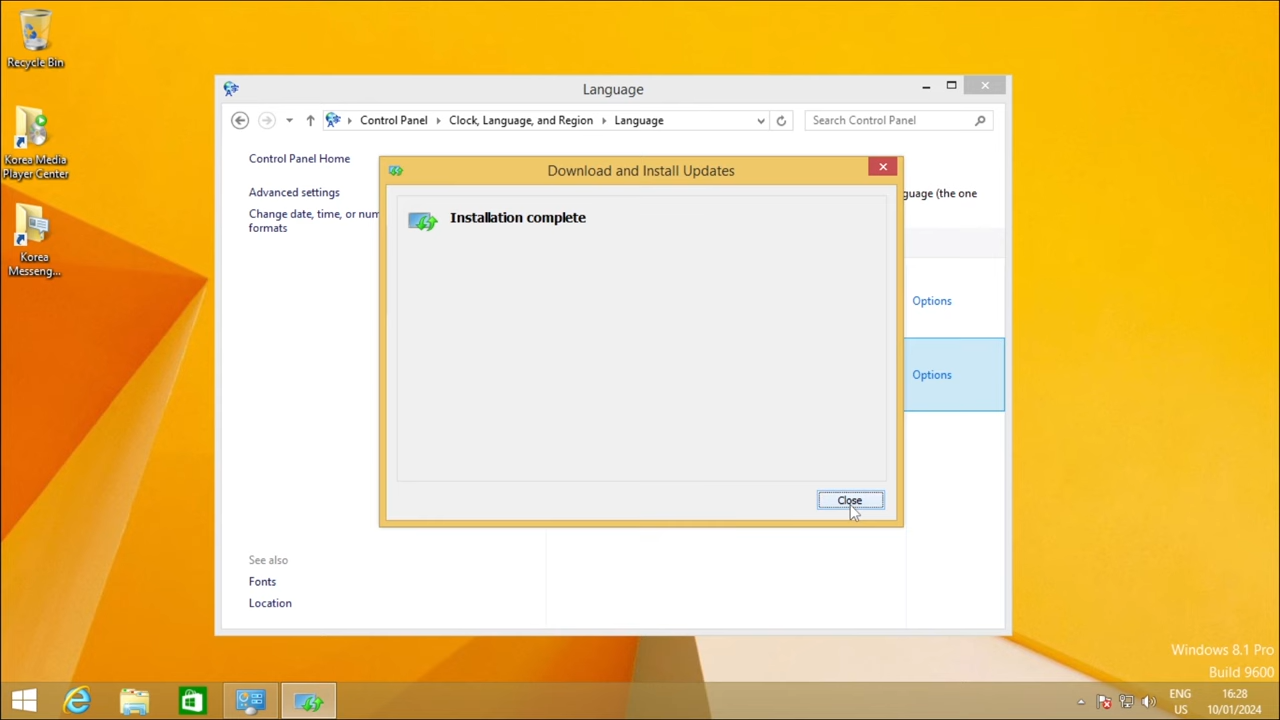 Recycle Bin
Korea Media
Player Center
Korea
Messeng...
Language
Control Panel
Clock, Language, and Region
Language
Search Control Panel
Control Panel Home
Advanced settings
Change date, time, or num
formats
guage (the one
Options
Options
Download and Install Updates
Installation complete
Close
See also
Fonts
Location
Windows 8.1 Pro
Build 9600
ENG
US
16:28
10/01/2024